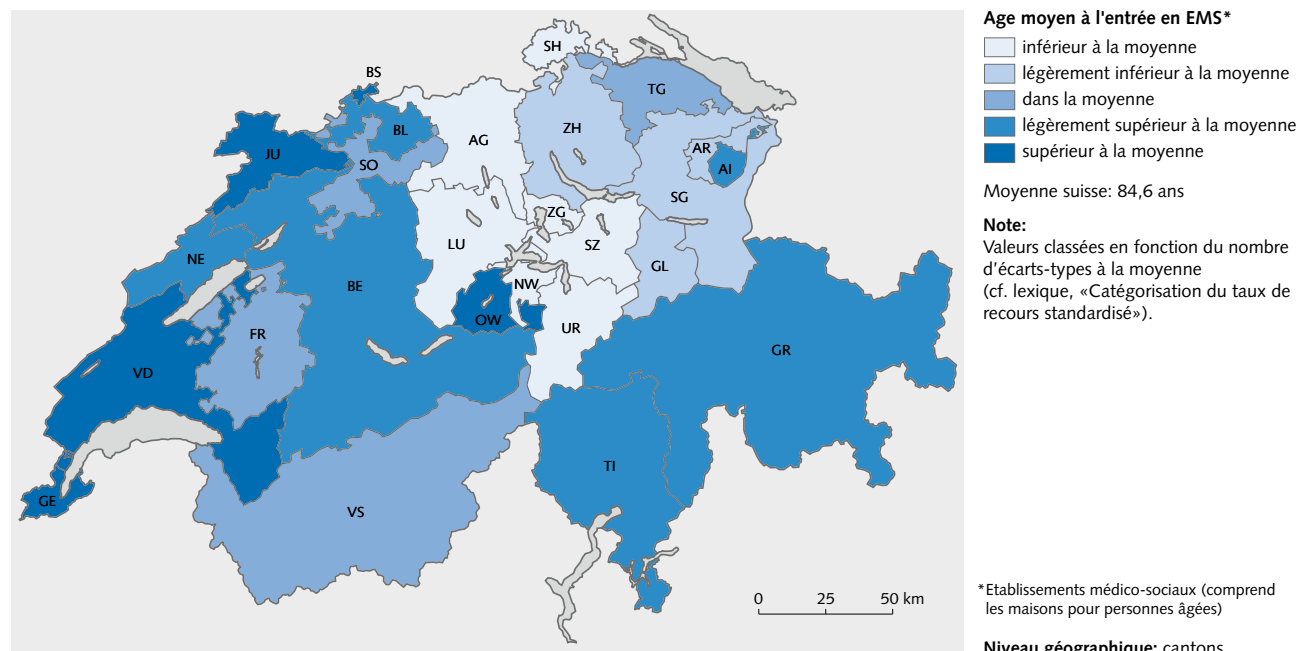 SH
BS
TG
BL
ZH
AG
JU
AR
SO
AI
SG
ZG
LU
SZ
NE
GL
NW
BE
OW
UR
FR
GR
VD
TI
GE
VS
0 25 50 km
Age moyen à l'entrée en EMS*
inférieur à la moyenne
légèrement inférieur à la moyenne
dans la moyenne
légèrement supérieur à la moyenne
supérieur à la moyenne
Moyenne suisse: 84,6 ans
Note:
Valeurs classées en fonction du nombre
d'écarts-types à la moyenne
(cf. lexique, «Catégorisation du taux de
recours standardisé»).
*Etablissements médico-sociaux (comprend
les maisons pour personnes âgées)
Niveau géographique: cantons